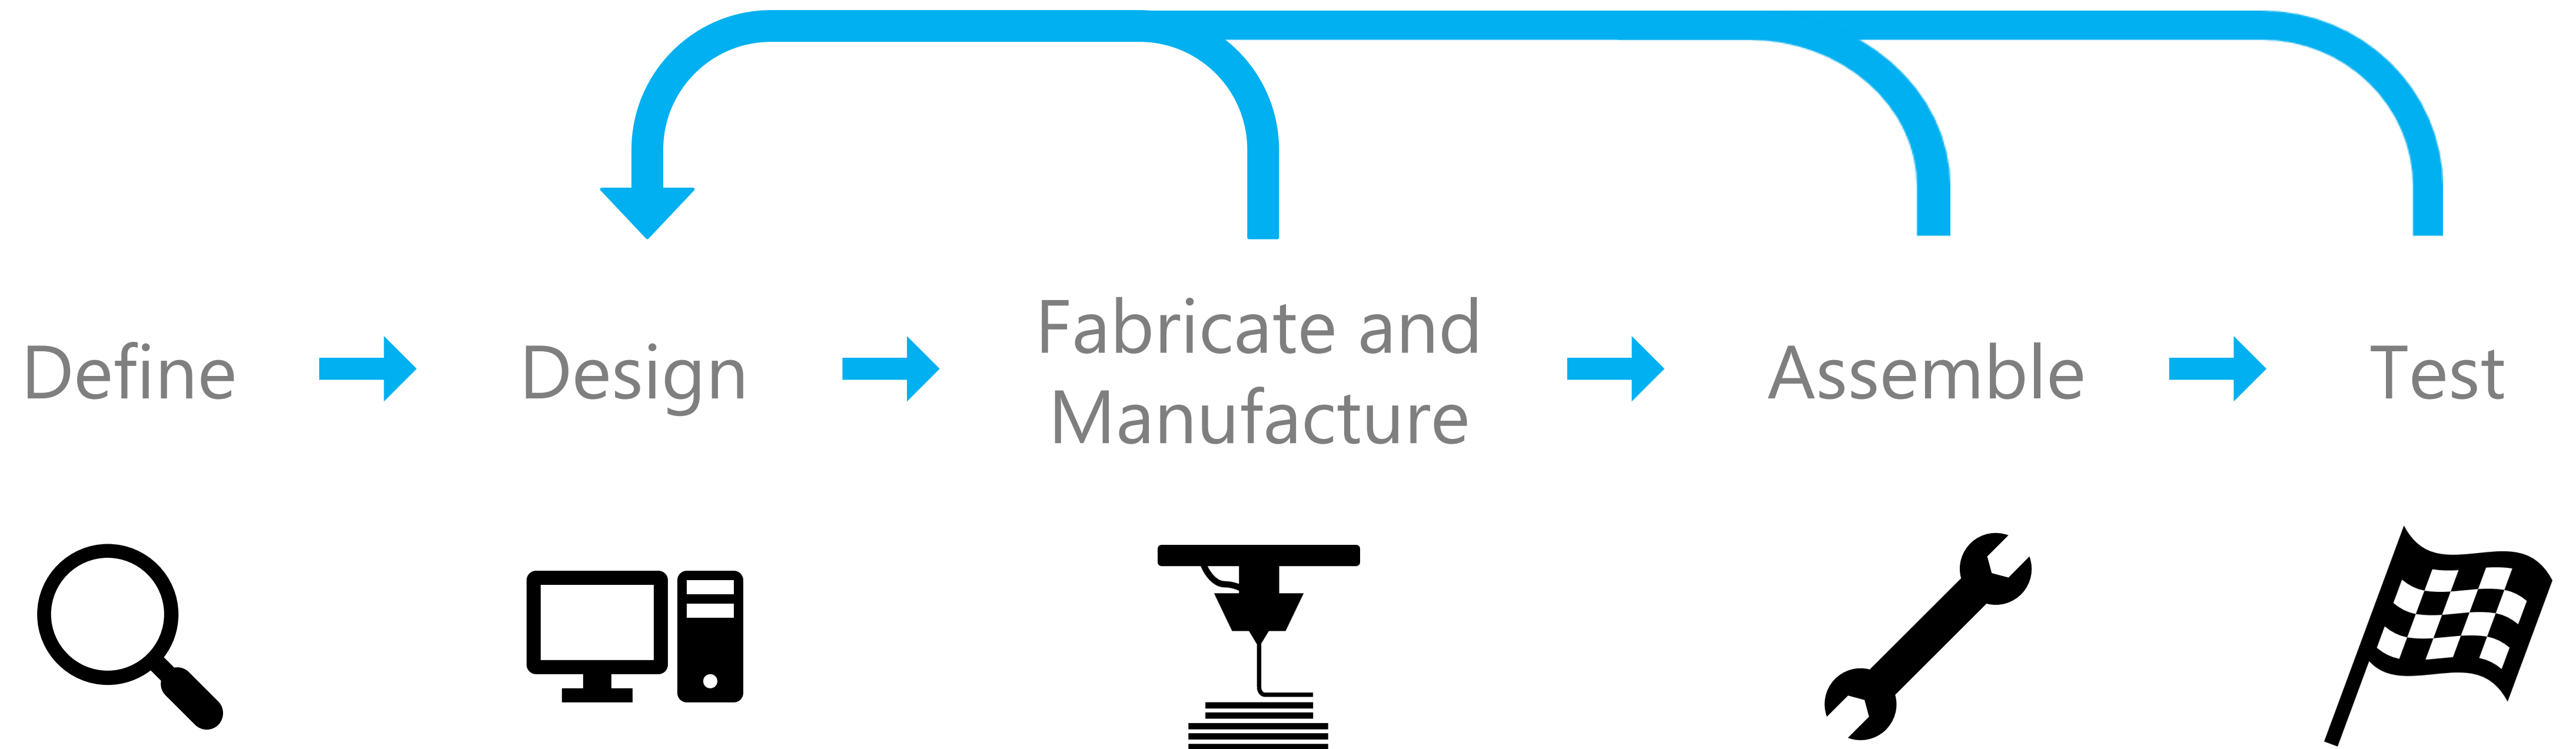 Define
Design
Fabricate and
Manufacture
Assemble
Test